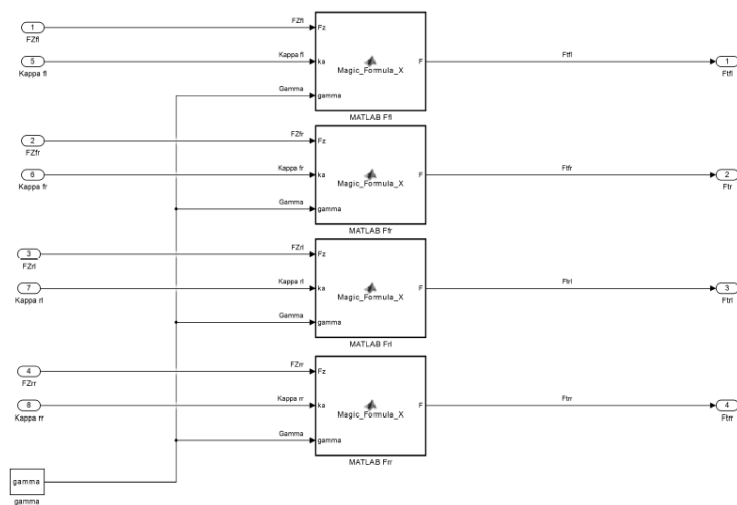 1
FZfl
FZfl
Fz
5
Kappa fl
Kappa fl
ka
Magic_Formula_X
F
Ftfl
1
Ftfl
Gamma
gamma
MATLAB Ffl
2
FZfr
FZfr
Fz
6
Kappa fr
Kappa fr
ka
Magic_Formula_X
F
Ftfr
2
Ftr
Gamma
gamma
MATLAB Ffr
3
FZrl
FZrl
Fz
7
Kappa rl
Kappa rl
ka
Magic_Formula_X
F
Ftrl
3
Ftrl
Gamma
gamma
MATLAB Frl
4
FZrr
FZrr
Fz
8
Kappa rr
Kappa rr
ka
Magic_Formula_X
F
Ftrr
4
Ftrr
Gamma
gamma
MATLAB Frr
gamma
gamma